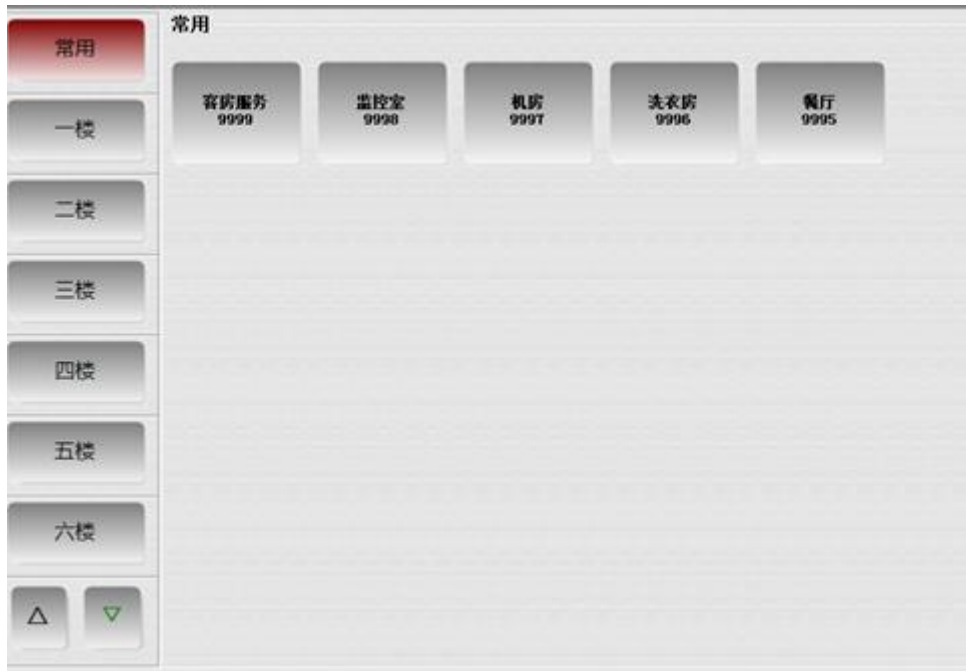 常用
一楼
二楼
三楼
四楼
五楼
六楼
常用
客房服务
9999
监控室
9998
机房
9997
洗衣房
9996
餐厅
9995